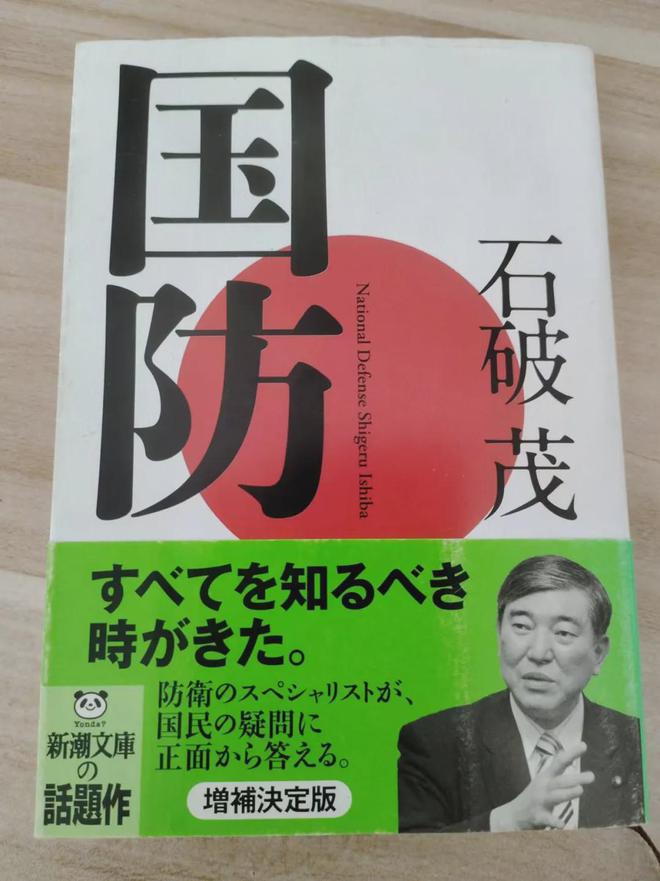 国防
石破 茂
National Defense Shigeru Ishiba
すべてを知るべき
時がきた。
防衛のスペシャリストが、
国民の疑問に
正面から答える。
増補決定版
Yonda?
新潮文庫
の
話題作